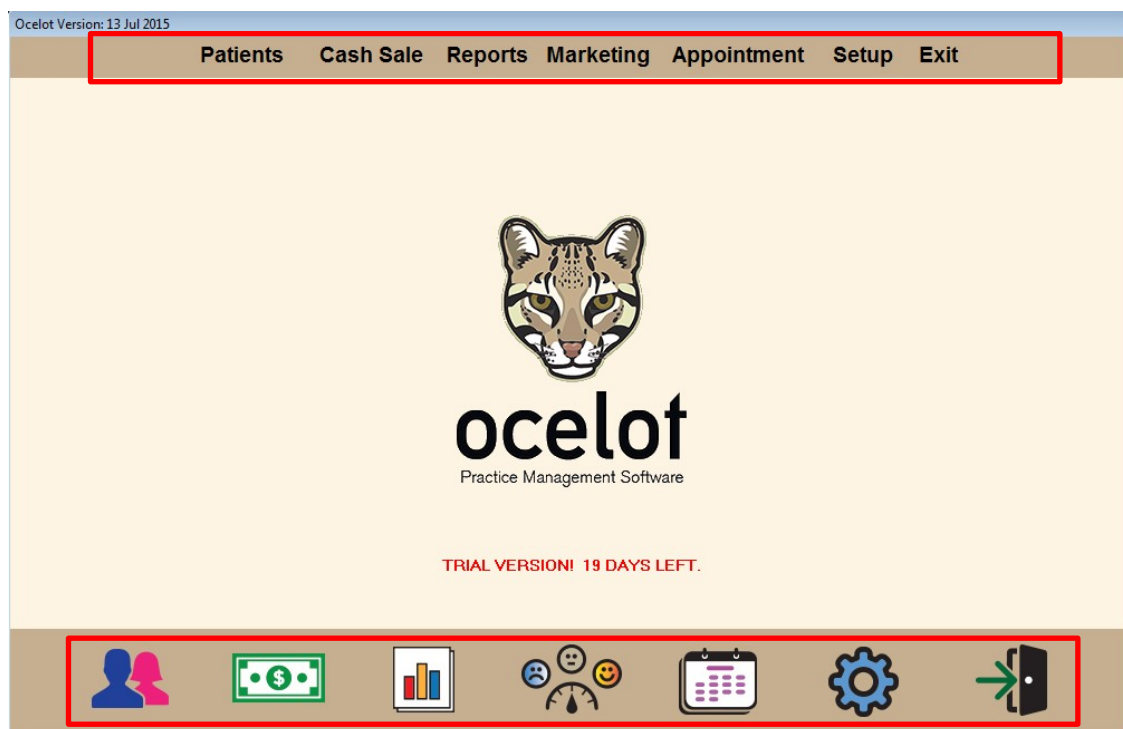 Ocelot Version: 13 Jul 2015
Patients Cash Sale Reports Marketing Appointment Setup Exit
ocelot
Practice Management Software
TRIAL VERSION! 19 DAYS LEFT.
$